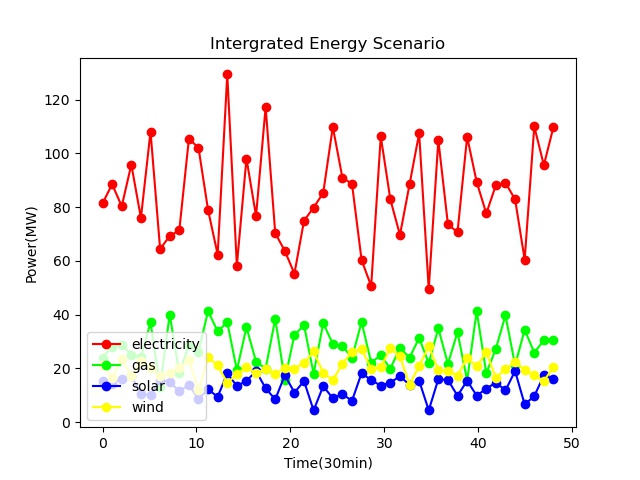 Intergrated Energy Scenario
Power(MW)
120
100
80
60
40
20
0
electricity
gas
solar
wind
0 10 20 30 40 50
Time(30min)